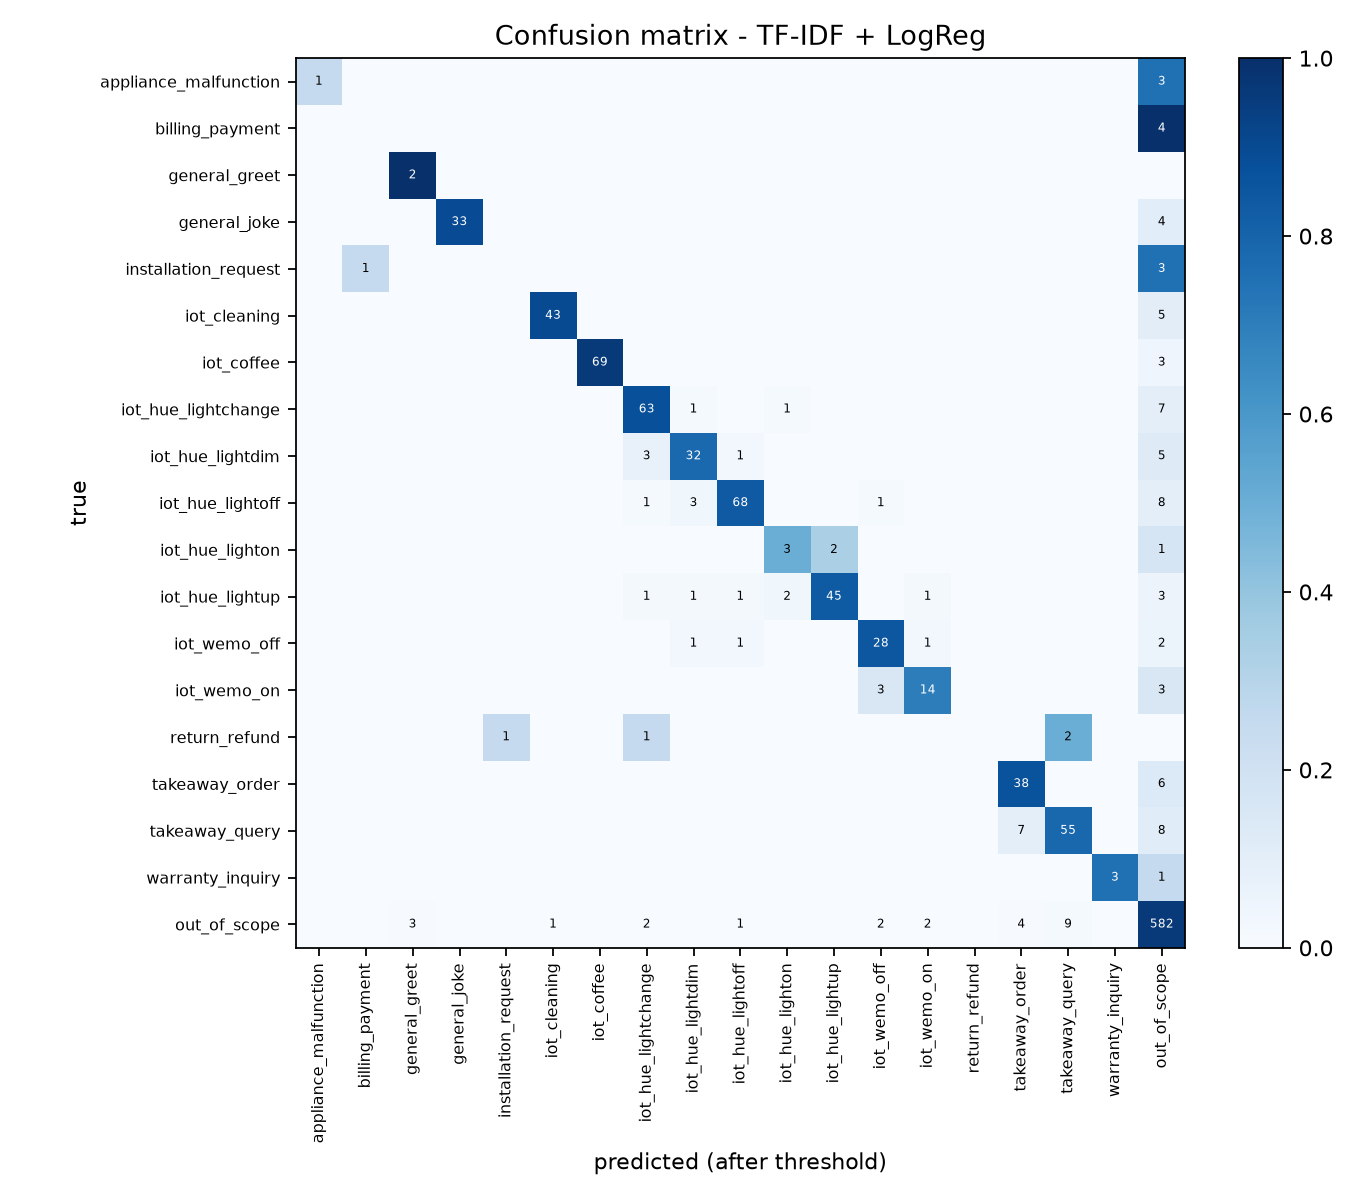 Confusion matrix - TF-IDF + LogReg
true
appliance_malfunction 1 3
billing_payment 4
general_greet 2
general_joke 33 4
installation_request 1 3
iot_cleaning 43 5
iot_coffee 69 3
iot_hue_lightchange 63 1 1 7
iot_hue_lightdim 3 32 1 5
iot_hue_lightoff 1 3 68 1 8
iot_hue_lighton 3 2 1
iot_hue_lightup 1 1 1 2 45 1 3
iot_wemo_off 1 1 28 1 2
iot_wemo_on 3 14 3
return_refund 1 1 2
takeaway_order 38 6
takeaway_query 7 55 8
warranty_inquiry 3 1
out_of_scope 3 1 2 1 2 2 4 9 582
appliance_malfunction
billing_payment
general_greet
general_joke
installation_request
iot_cleaning
iot_coffee
iot_hue_lightchange
iot_hue_lightdim
iot_hue_lightoff
iot_hue_lighton
iot_hue_lightup
iot_wemo_off
iot_wemo_on
return_refund
takeaway_order
takeaway_query
warranty_inquiry
out_of_scope
predicted (after threshold)
1.0
0.8
0.6
0.4
0.2
0.0